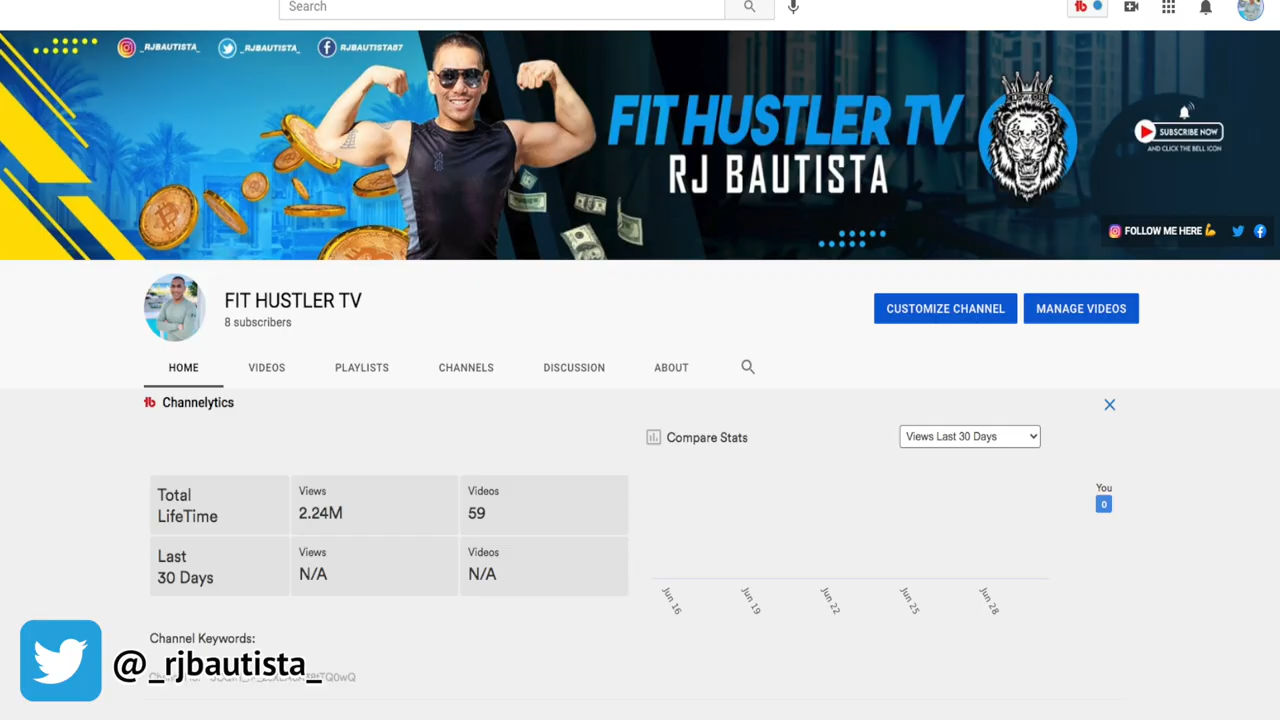 Search
_RJBAUTISTA_ _RJBAUTISTA_ RJBAUTISTA87
FIT HUSTLER TV
RJ BAUTISTA
SUBSCRIBE NOW
AND CLICK THE BELL ICON
FOLLOW ME HERE
FIT HUSTLER TV
8 subscribers
CUSTOMIZE CHANNEL MANAGE VIDEOS
HOME VIDEOS PLAYLISTS CHANNELS DISCUSSION ABOUT
tb Channelytics
Compare Stats Views Last 30 Days
You
0
Total LifeTime Views 2.24M Videos 59
Last 30 Days Views N/A Videos N/A
Jun 16 Jun 19 Jun 22 Jun 25 Jun 28
Channel Keywords:
@_rjbautista_